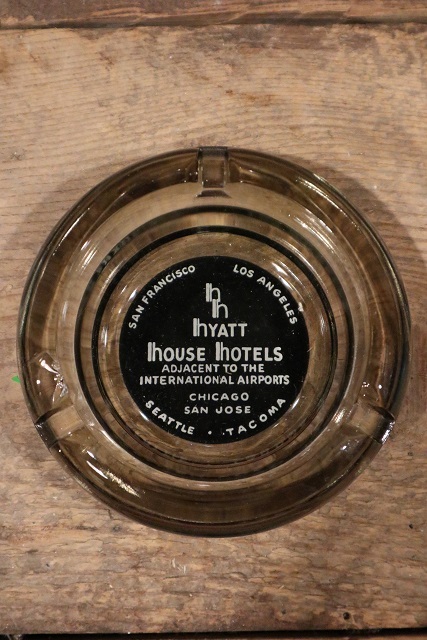 SAN FRANCISCO
LOS ANGELES
hh
hyatt
house hotels
ADJACENT TO THE
INTERNATIONAL AIRPORTS
CHICAGO
SAN JOSE
SEATTLE • TACOMA